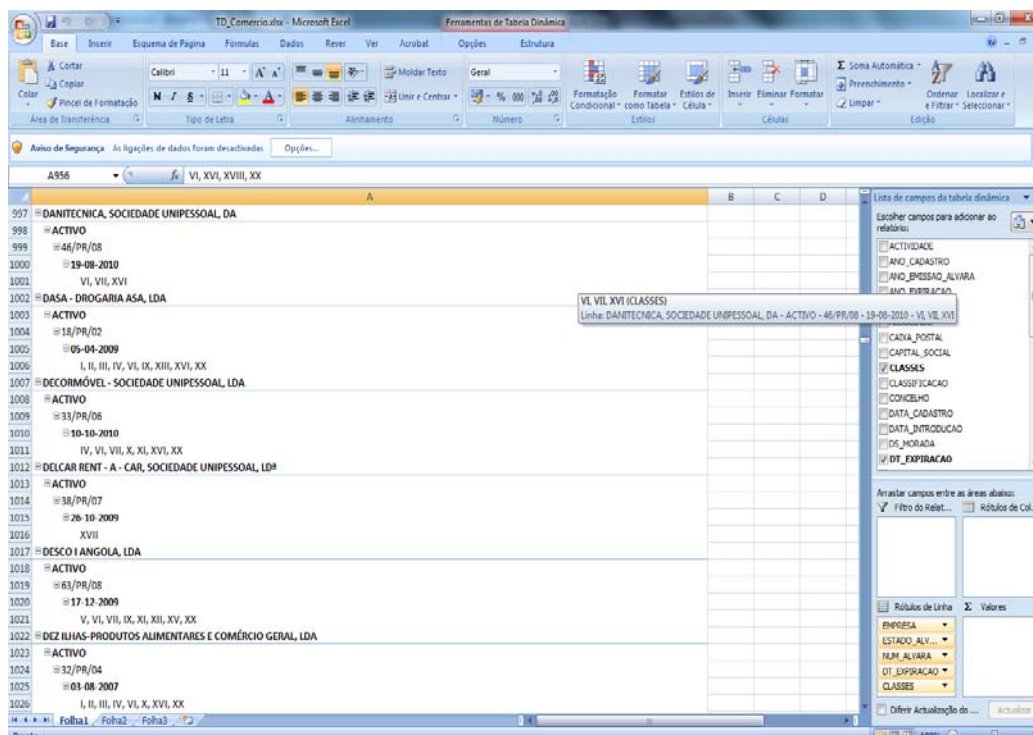 TD_Comercio.xlsx - Microsoft Excel
Ferramentas de Tabela Dinâmica
Base Inserir Esquema de Página Fórmulas Dados Rever Ver Acrobat Opções Estrutura
Cortar
Copiar
Pincel de Formatação
Colar
Área de Transferência
Calibri 11
N I S
Tipo de Letra
Moldar Texto
Unir e Centrar
Alinhamento
Geral
% 000
Número
Formatação Condicional
Formatar como Tabela
Estilos de Célula
Estilos
Inserir Eliminar Formatar
Células
Σ Soma Automática
Preenchimento
Limpar
Ordenar e Filtrar
Localizar e Seleccionar
Edição
Aviso de Segurança As ligações de dados foram desactivadas Opções...
A956 fx VI, XVI, XVIII, XX
A B C D
997 DANITECNICA, SOCIEDADE UNIPESSOAL, DA
998 ACTIVO
999 46/PR/08
1000 19-08-2010
1001 VI, VII, XVI
1002 DASA - DROGARIA ASA, LDA
1003 ACTIVO
1004 18/PR/02
1005 05-04-2009
1006 I, II, III, IV, VI, IX, XIII, XVI, XX
1007 DECORMÓVEL - SOCIEDADE UNIPESSOAL, LDA
1008 ACTIVO
1009 33/PR/06
1010 10-10-2010
1011 IV, VI, VII, X, XI, XVI, XX
1012 DELCAR RENT - A - CAR, SOCIEDADE UNIPESSOAL, LDª
1013 ACTIVO
1014 38/PR/07
1015 26-10-2009
1016 XVII
1017 DESCO I ANGOLA, LDA
1018 ACTIVO
1019 63/PR/08
1020 17-12-2009
1021 V, VI, VII, IX, XI, XII, XV, XX
1022 DEZ ILHAS-PRODUTOS ALIMENTARES E COMÉRCIO GERAL, LDA
1023 ACTIVO
1024 32/PR/04
1025 03-08-2007
1026 I, II, III, IV, VI, X, XVI, XX
VI, VII, XVI (CLASSES)
Linha: DANITECNICA, SOCIEDADE UNIPESSOAL, DA - ACTIVO - 46/PR/08 - 19-08-2010 - VI, VII, XVI
Lista de campos da tabela dinâmica
Escolher campos para adicionar ao
relatório:
ACTIVIDADE
ANO_CADASTRO
ANO_EMISSAO_ALVARA
ANO_EXPIRACAO
CAIXA_POSTAL
CAPITAL_SOCIAL
CLASSES
CLASSIFICACAO
CONCELHO
DATA_CADASTRO
DATA_INTRODUCAO
DS_MORADA
DT_EXPIRACAO
Arrastar campos entre as áreas abaixo:
Filtro do Relat... Rótulos de Col...
Rótulos de Linha Σ Valores
EMPRESA
ESTADO_ALV...
NUM_ALVARA
DT_EXPIRACAO
CLASSES
Diferir Actualização do ... Actualizar
Folha1 Folha2 Folha3